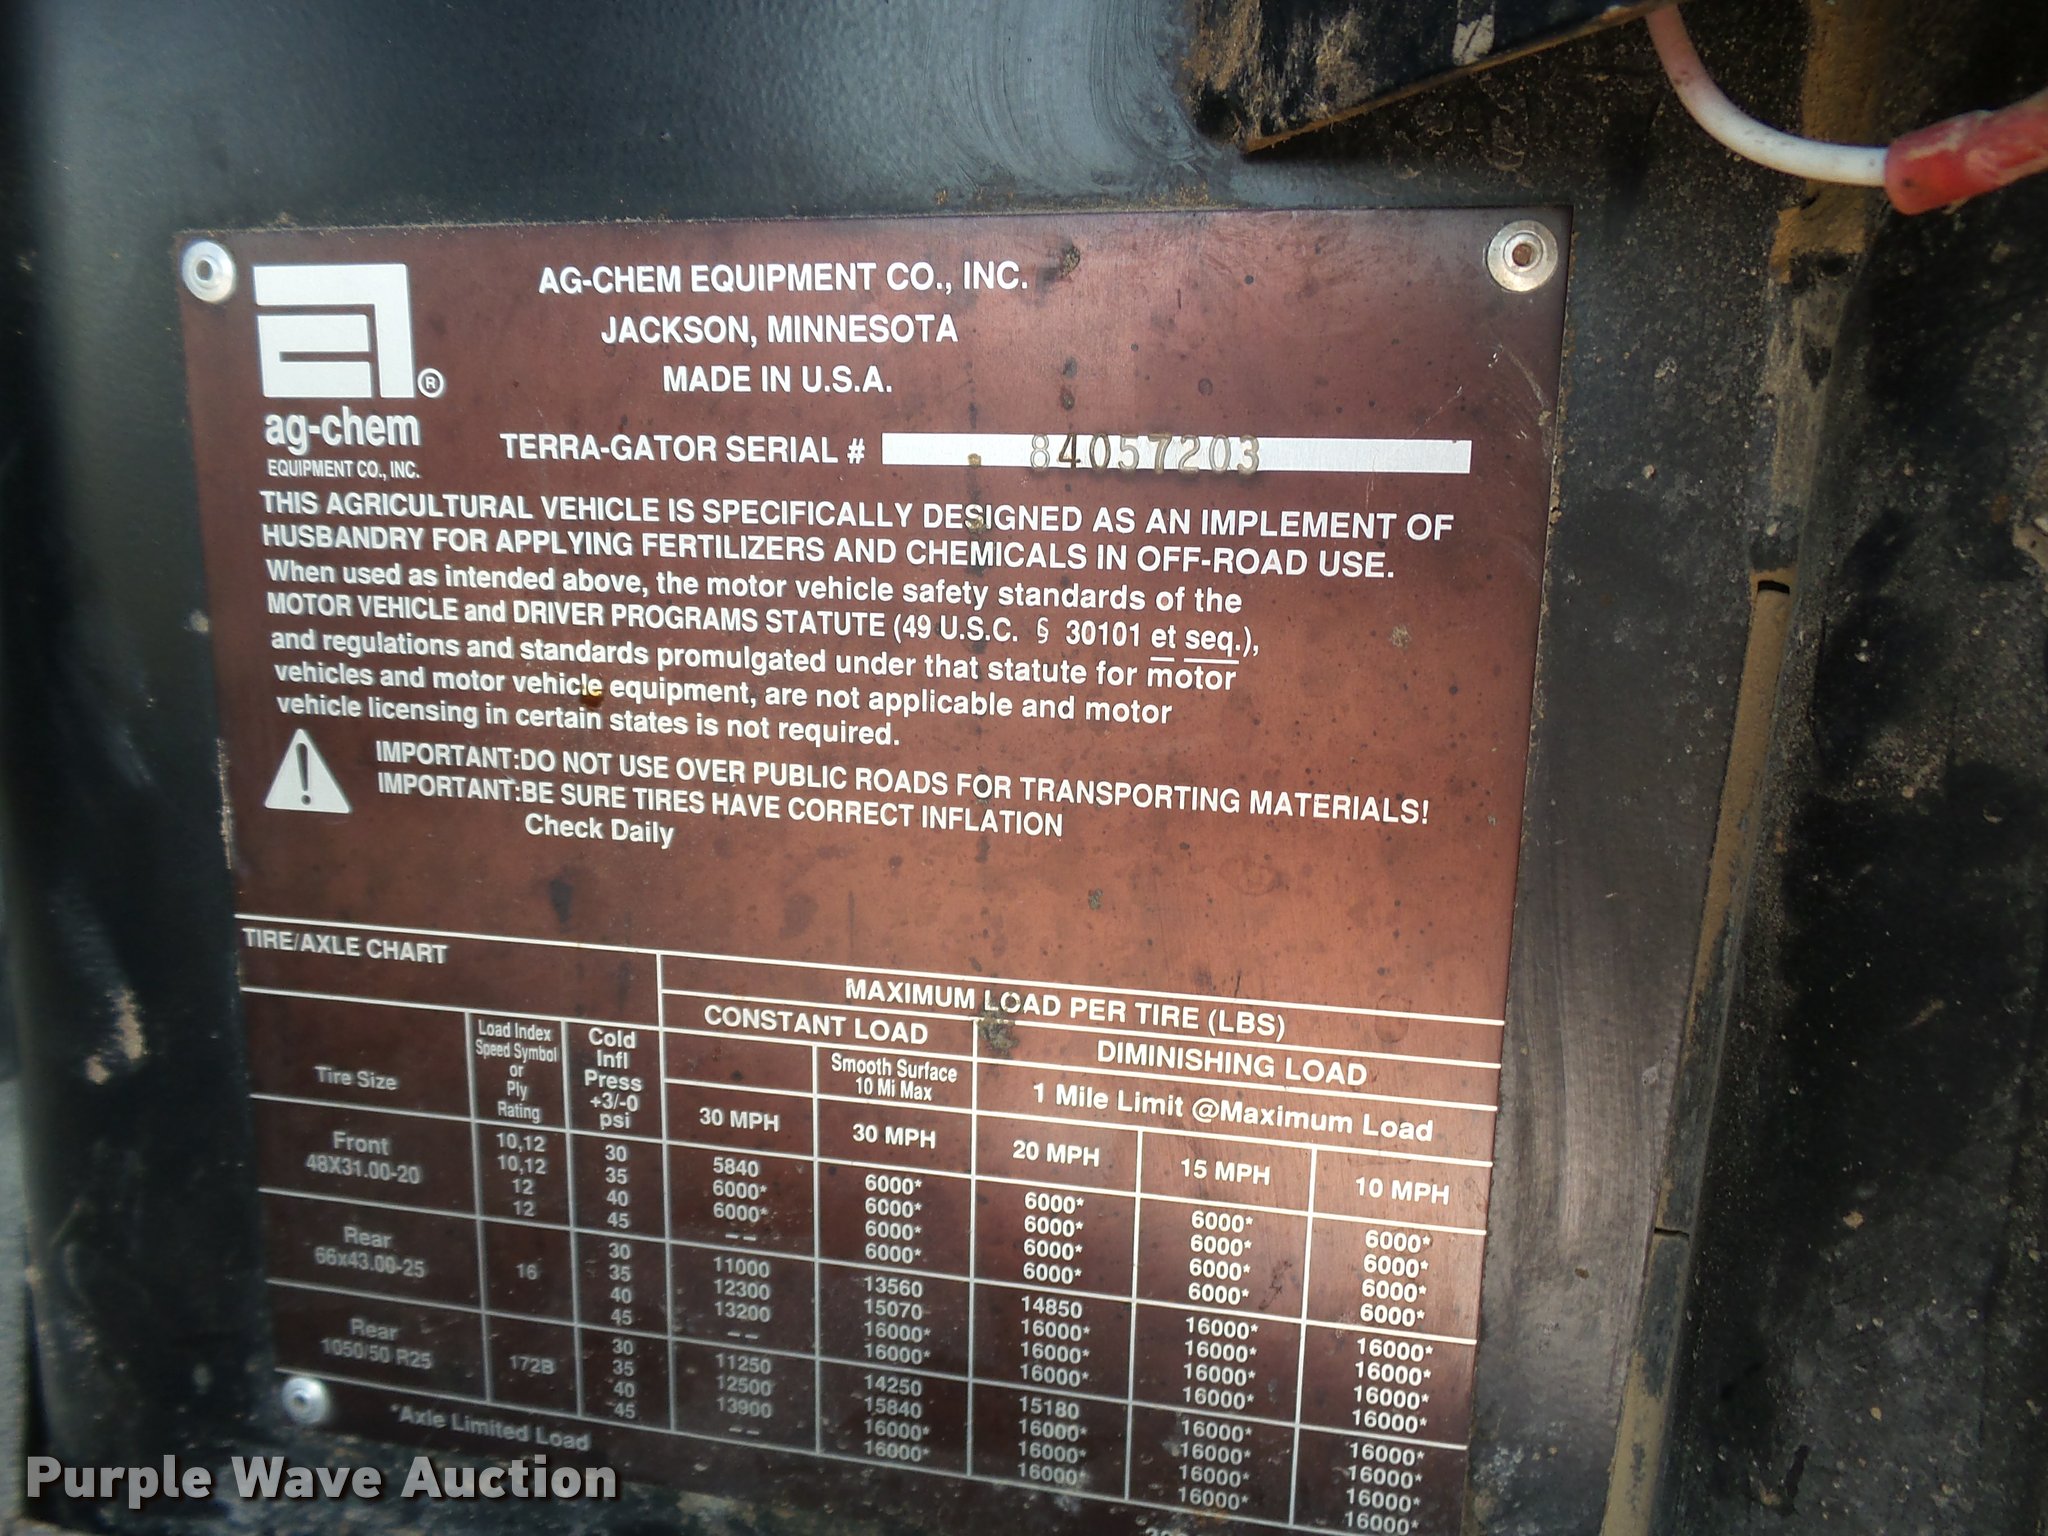 AG-CHEM EQUIPMENT CO., INC.
JACKSON, MINNESOTA
MADE IN U.S.A.
®
ag-chem
EQUIPMENT CO., INC.
TERRA-GATOR SERIAL # 84057203
THIS AGRICULTURAL VEHICLE IS SPECIFICALLY DESIGNED AS AN IMPLEMENT OF
HUSBANDRY FOR APPLYING FERTILIZERS AND CHEMICALS IN OFF-ROAD USE.
When used as intended above, the motor vehicle safety standards of the
MOTOR VEHICLE and DRIVER PROGRAMS STATUTE (49 U.S.C. § 30101 et seq.),
and regulations and standards promulgated under that statute for motor
vehicles and motor vehicle equipment, are not applicable and motor
vehicle licensing in certain states is not required.
IMPORTANT:DO NOT USE OVER PUBLIC ROADS FOR TRANSPORTING MATERIALS!
IMPORTANT:BE SURE TIRES HAVE CORRECT INFLATION
Check Daily
TIRE/AXLE CHART
MAXIMUM LOAD PER TIRE (LBS)
CONSTANT LOAD
DIMINISHING LOAD
Tire Size
Load Index
Speed Symbol
or
Ply
Rating
Cold
Infl
Press
+3/-0
psi
Smooth Surface
10 Mi Max
1 Mile Limit @Maximum Load
30 MPH 30 MPH 20 MPH 15 MPH 10 MPH
Front
48X31.00-20
10,12 30 5840 6000* 6000* 6000* 6000*
10,12 35 6000* 6000* 6000* 6000* 6000*
12 40 6000* 6000* 6000* 6000* 6000*
12 45 -- 6000* 6000* 6000* 6000*
Rear
66x43.00-25
16
30 11000 13560 14850 16000* 16000*
35 12300 15070 16000* 16000* 16000*
40 13200 16000* 16000* 16000* 16000*
45 -- 16000* 16000* 16000* 16000*
Rear
1050/50 R25
172B
30 11250 14250 15180 16000* 16000*
35 12500 15840 16000* 16000* 16000*
40 13900 16000* 16000* 16000* 16000*
45 -- 16000* 16000* 16000* 16000*
*Axle Limited Load
Purple Wave Auction